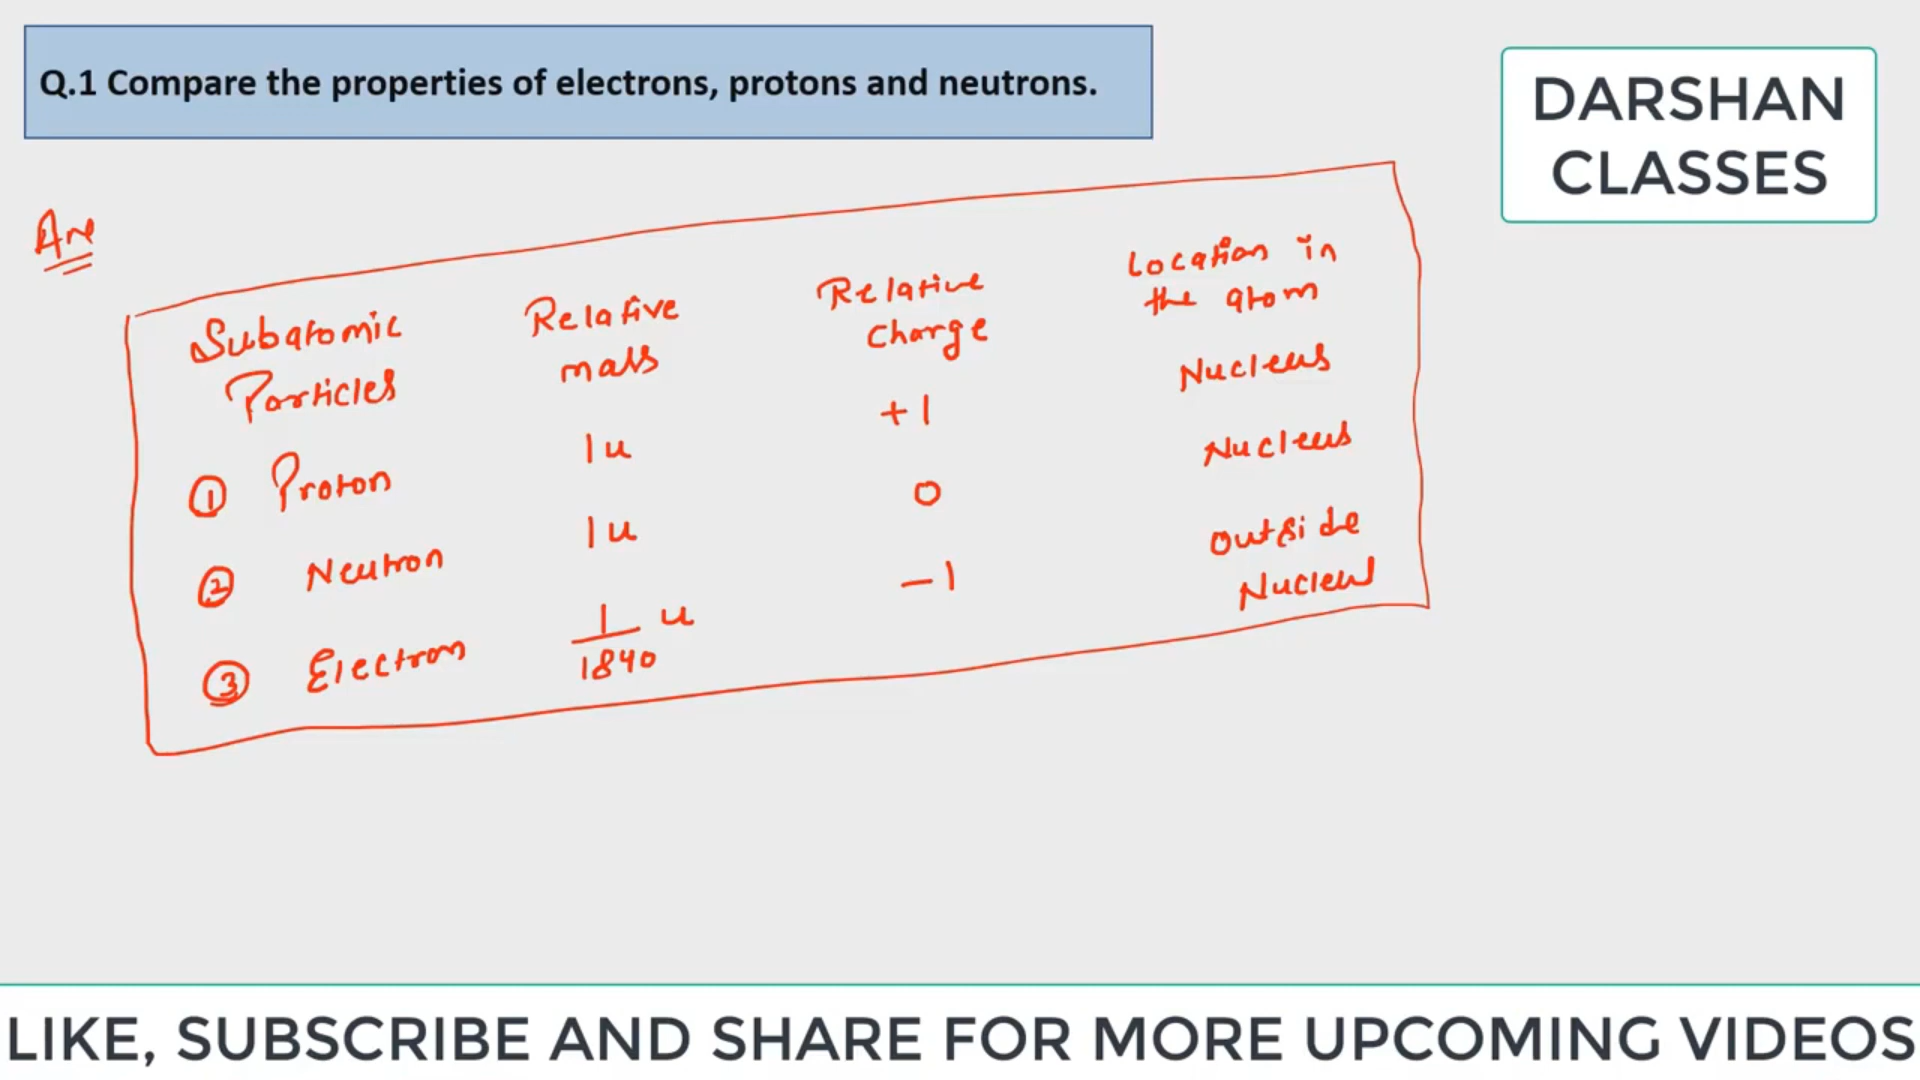 Q.1 Compare the properties of electrons, protons and neutrons.
DARSHAN
CLASSES
Ans
Subatomic Particles
Relative mass
Relative charge
Location in the atom
① Proton 1u +1 Nucleus
② Neutron 1u 0 Nucleus
③ Electron 1/1840 u −1 outside Nucleus
LIKE, SUBSCRIBE AND SHARE FOR MORE UPCOMING VIDEOS